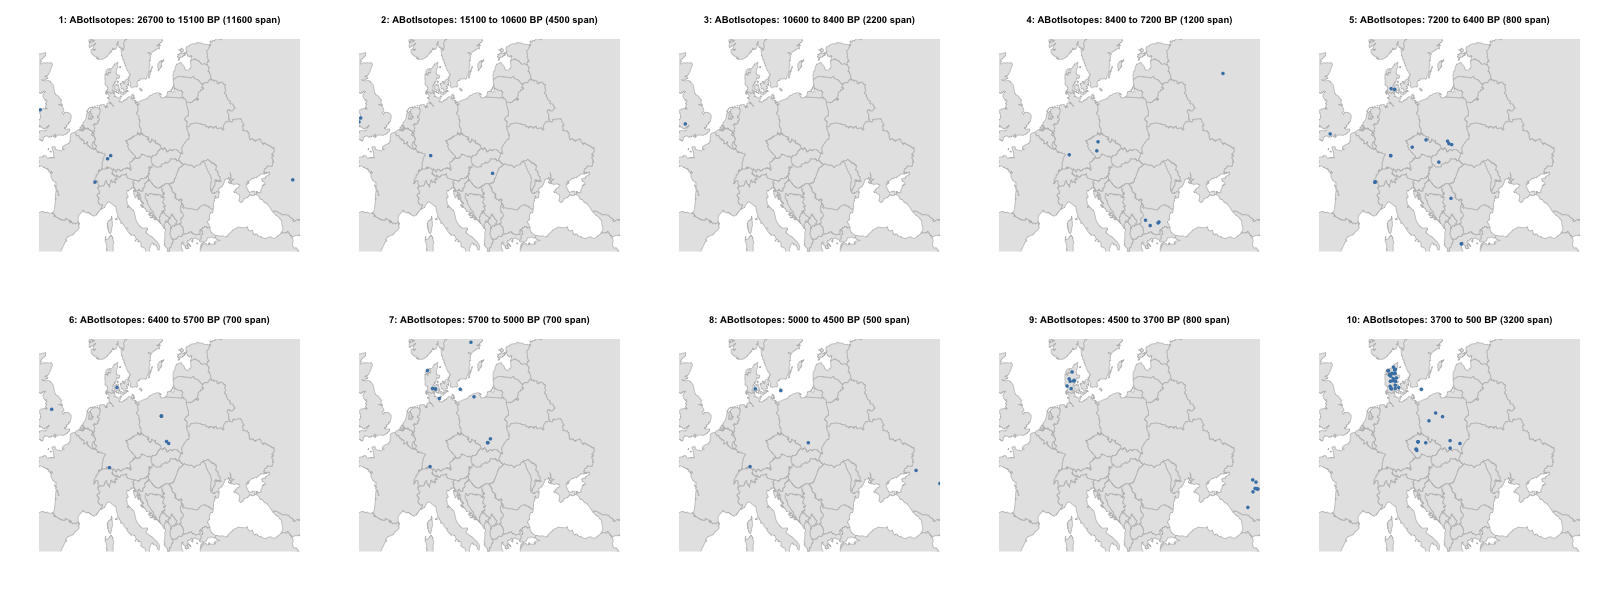 1: ABotIsotopes: 26700 to 15100 BP (11600 span)
2: ABotIsotopes: 15100 to 10600 BP (4500 span)
3: ABotIsotopes: 10600 to 8400 BP (2200 span)
4: ABotIsotopes: 8400 to 7200 BP (1200 span)
5: ABotIsotopes: 7200 to 6400 BP (800 span)
6: ABotIsotopes: 6400 to 5700 BP (700 span)
7: ABotIsotopes: 5700 to 5000 BP (700 span)
8: ABotIsotopes: 5000 to 4500 BP (500 span)
9: ABotIsotopes: 4500 to 3700 BP (800 span)
10: ABotIsotopes: 3700 to 500 BP (3200 span)